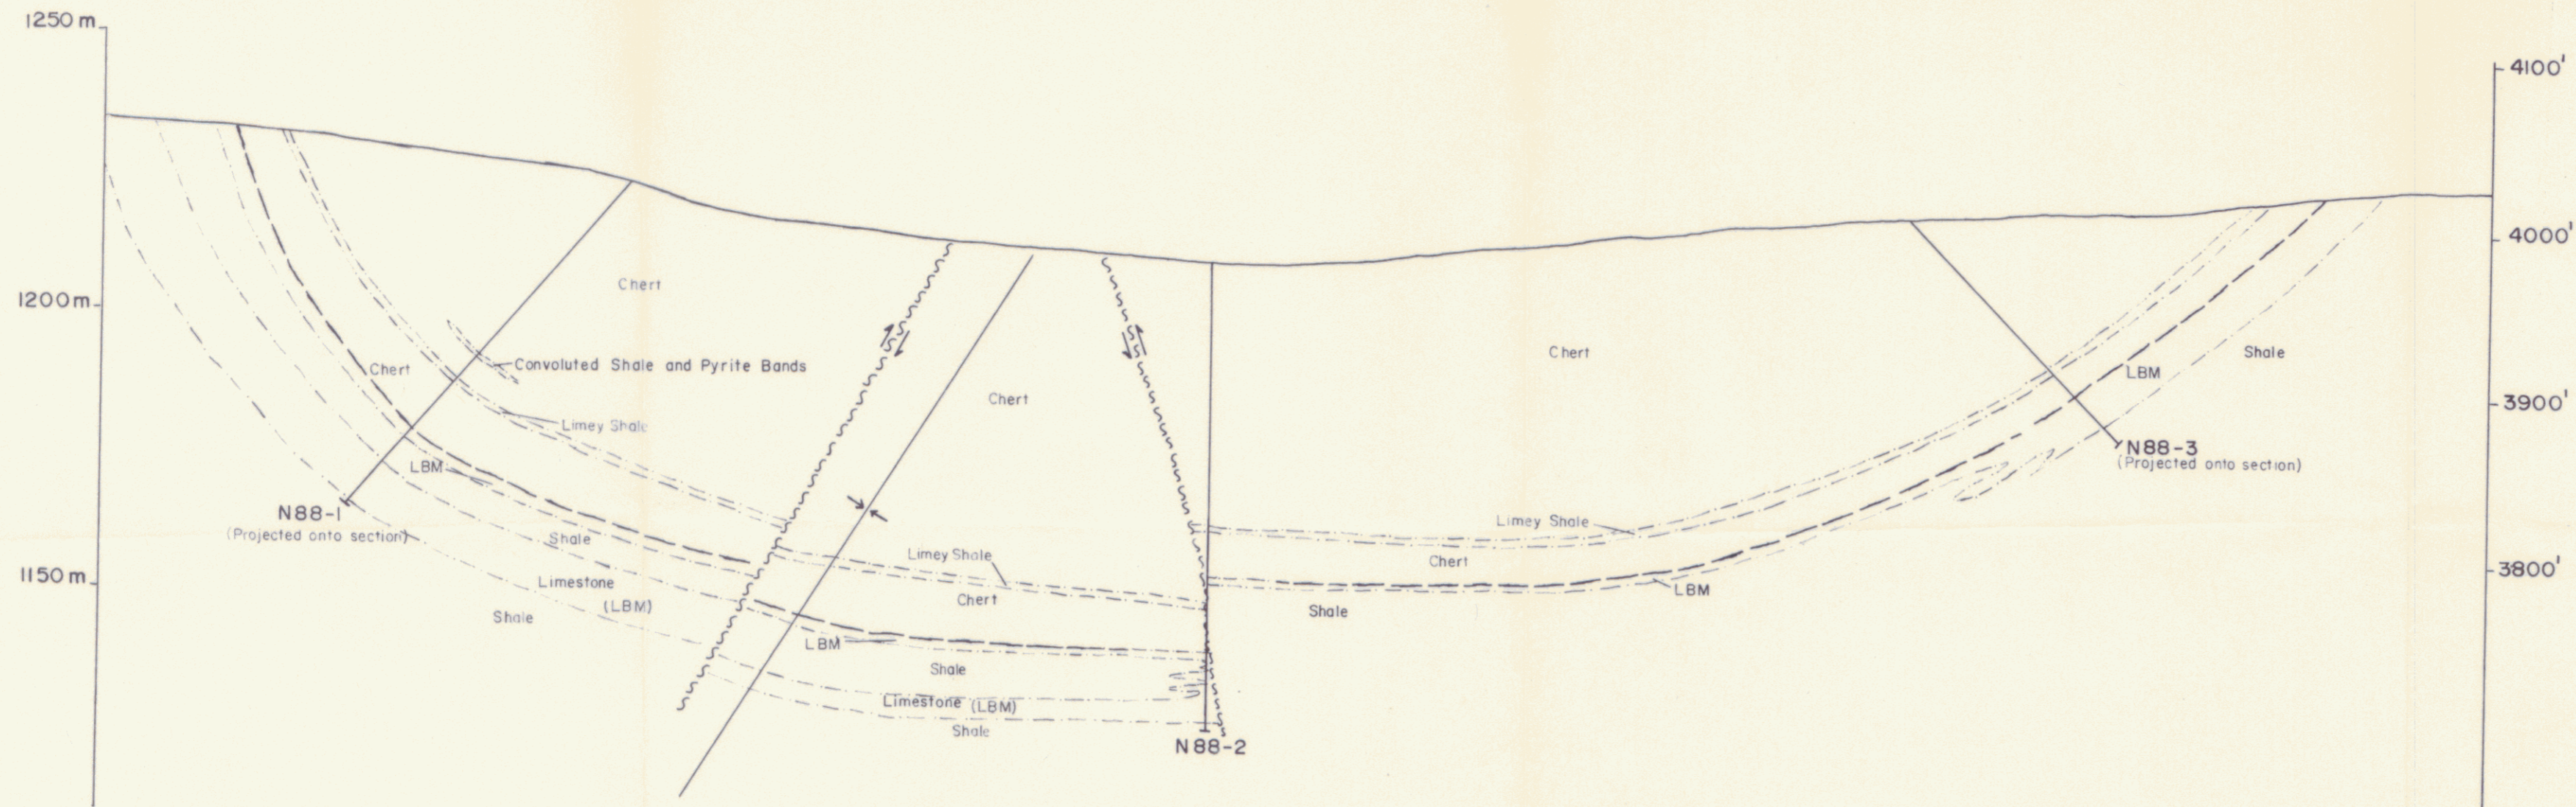 1250 m
4100'
4000'
Chert
1200 m
Chert
Shale
Convoluted Shale and Pyrite Bands
Chert
LBM
Chert
3900'
Limey Shale
N88-3
(Projected onto section)
LBM
N88-1
(Projected onto section)
Limey Shale
Shale
Limey Shale
Chert
1150 m
3800'
Limestone
(LBM)
LBM
Chert
Shale
Shale
LBM
Shale
Limestone (LBM)
Shale
N88-2